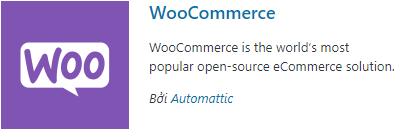 Woo
WooCommerce
WooCommerce is the world's most
popular open-source eCommerce solution.
Bởi Automattic